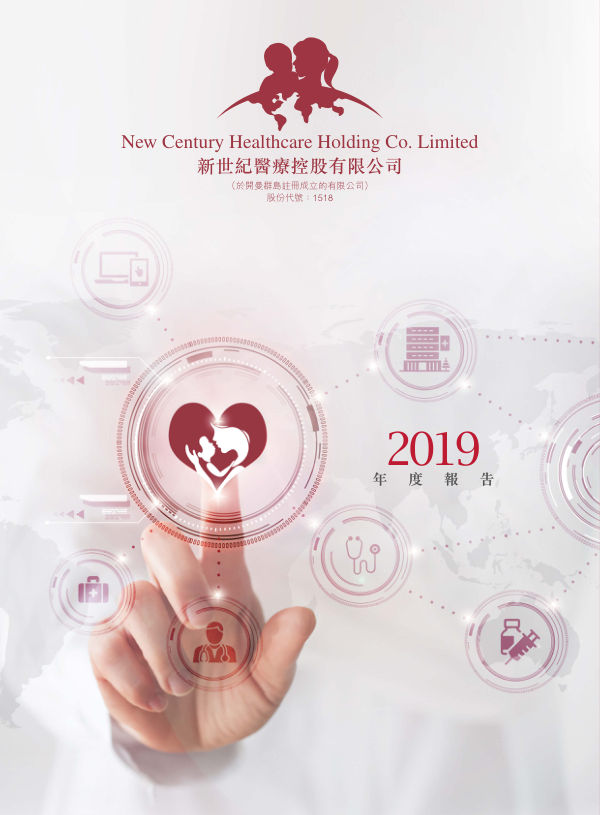 New Century Healthcare Holding Co. Limited
新世紀醫療控股有限公司
（於開曼群島註冊成立的有限公司）
股份代號：1518
2019
年度報告